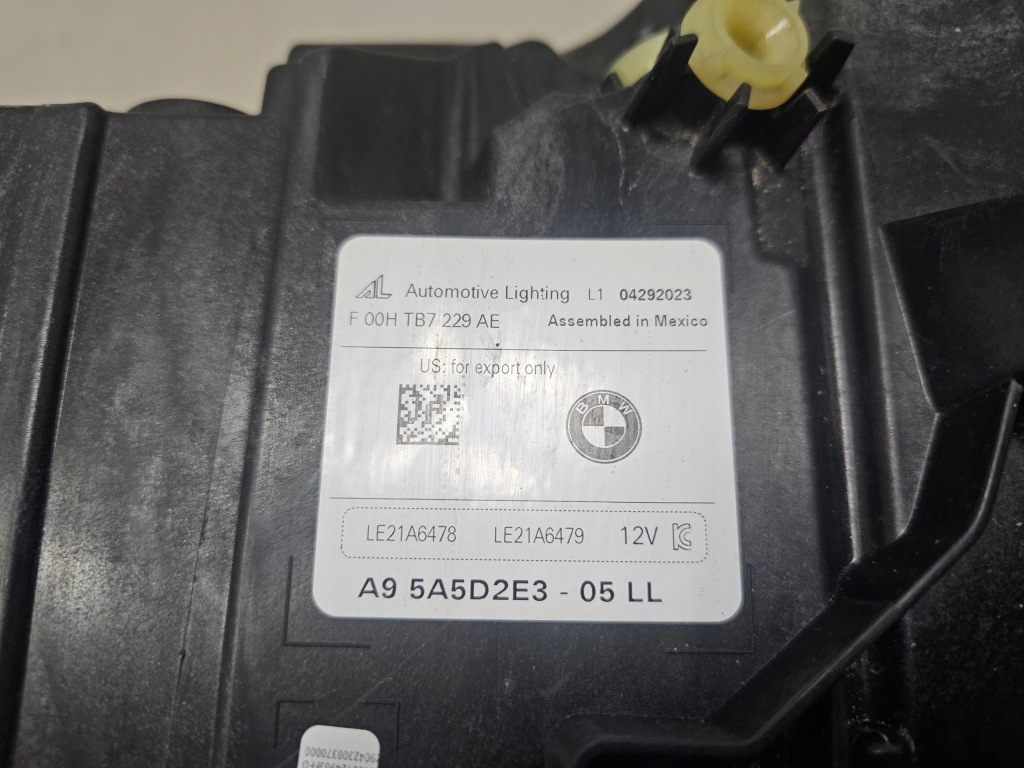 AL Automotive Lighting L1 04292023
F 00H TB7 229 AE Assembled in Mexico
US: for export only
BMW
LE21A6478 LE21A6479 12V
A9 5A5D2E3 - 05 LL